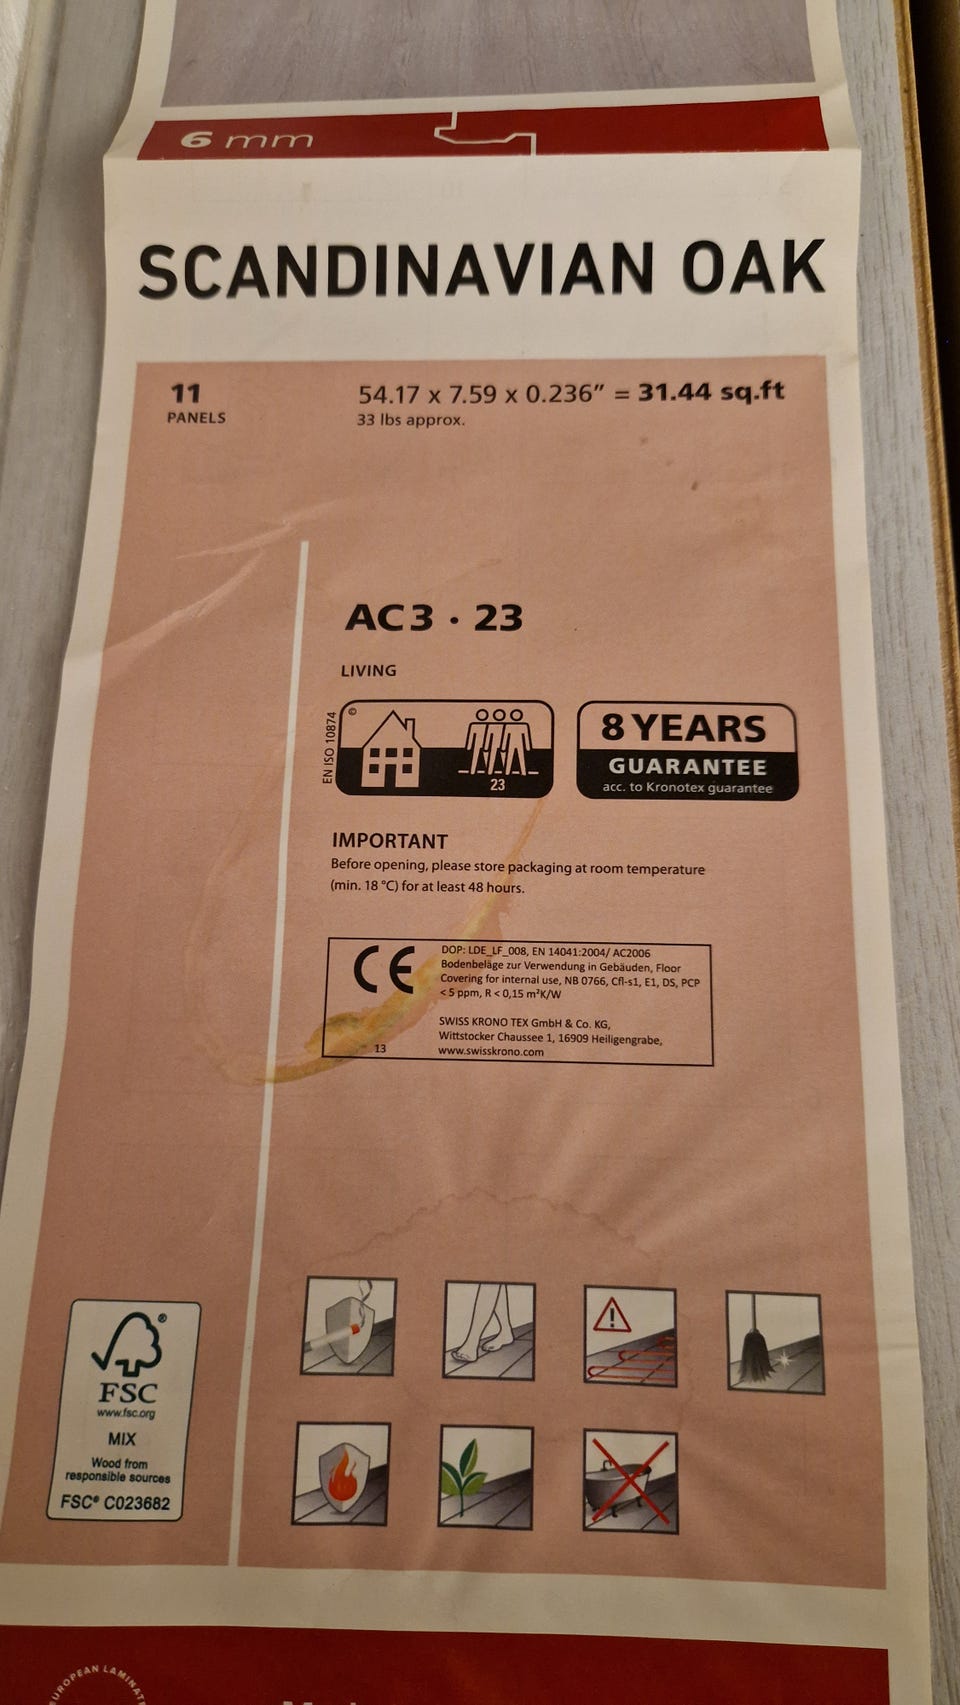 6 mm
SCANDINAVIAN OAK
11
PANELS
54.17 x 7.59 x 0.236” = 31.44 sq.ft
33 lbs approx.
AC3 · 23
LIVING
EN ISO 10874
©
23
8 YEARS
GUARANTEE
acc. to Kronotex guarantee
IMPORTANT
Before opening, please store packaging at room temperature
(min. 18 °C) for at least 48 hours.
CE
13
DOP: LDE_LF_008, EN 14041:2004/ AC2006
Bodenbeläge zur Verwendung in Gebäuden, Floor
Covering for internal use, NB 0766, Cfl-s1, E1, DS, PCP
< 5 ppm, R < 0,15 m²K/W
SWISS KRONO TEX GmbH & Co. KG,
Wittstocker Chaussee 1, 16909 Heiligengrabe,
www.swisskrono.com
®
FSC
www.fsc.org
MIX
Wood from
responsible sources
FSC® C023682
!
EUROPEAN LAMINATE